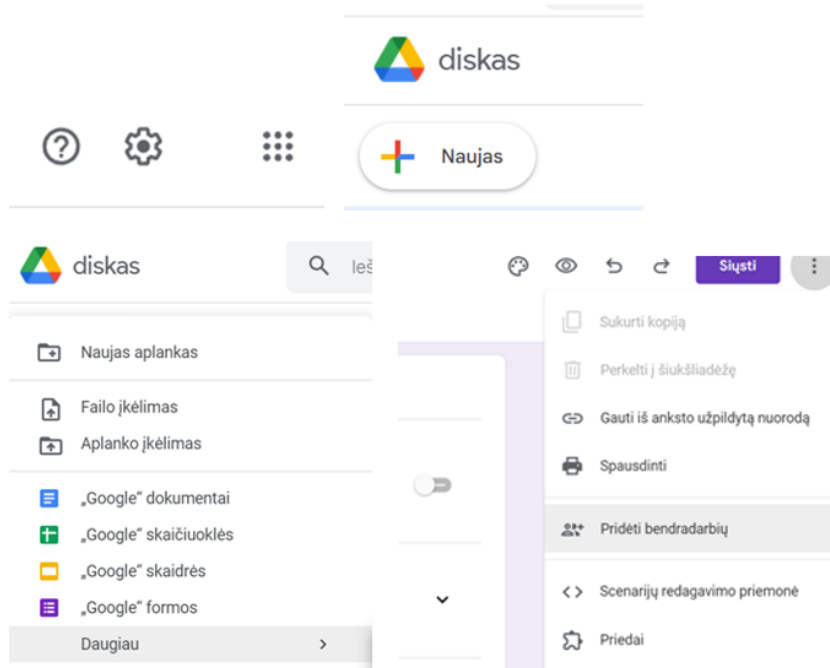 diskas
Naujas
diskas
Ieš
Naujas aplankas
Failo įkėlimas
Aplanko įkėlimas
„Google“ dokumentai
„Google“ skaičiuoklės
„Google“ skaidrės
„Google“ formos
Daugiau
Siųsti
Sukurti kopiją
Perkelti į šiukšliadėžę
Gauti iš anksto užpildytą nuorodą
Spausdinti
Pridėti bendradarbių
Scenarijų redagavimo priemonė
Priedai